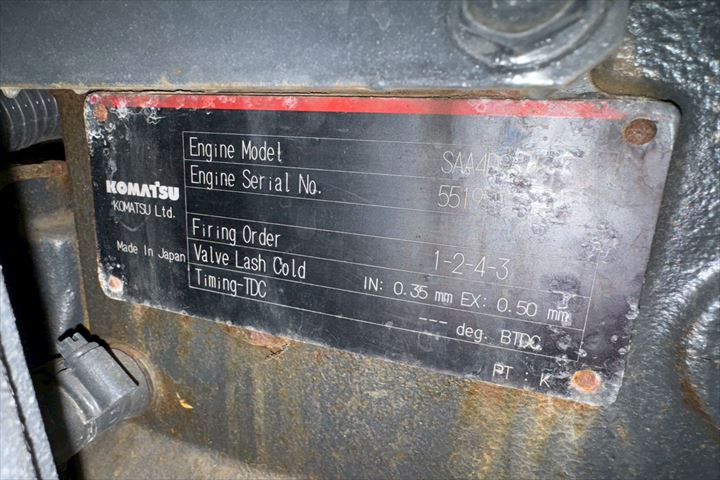 Engine Model
Engine Serial No.
KOMATSU
KOMATSU Ltd.
Made In Japan
Firing Order 1-2-4-3
Valve Lash Cold IN: 0.35 mm EX: 0.50 mm
Timing-TDC --- deg. BTDC
PT K